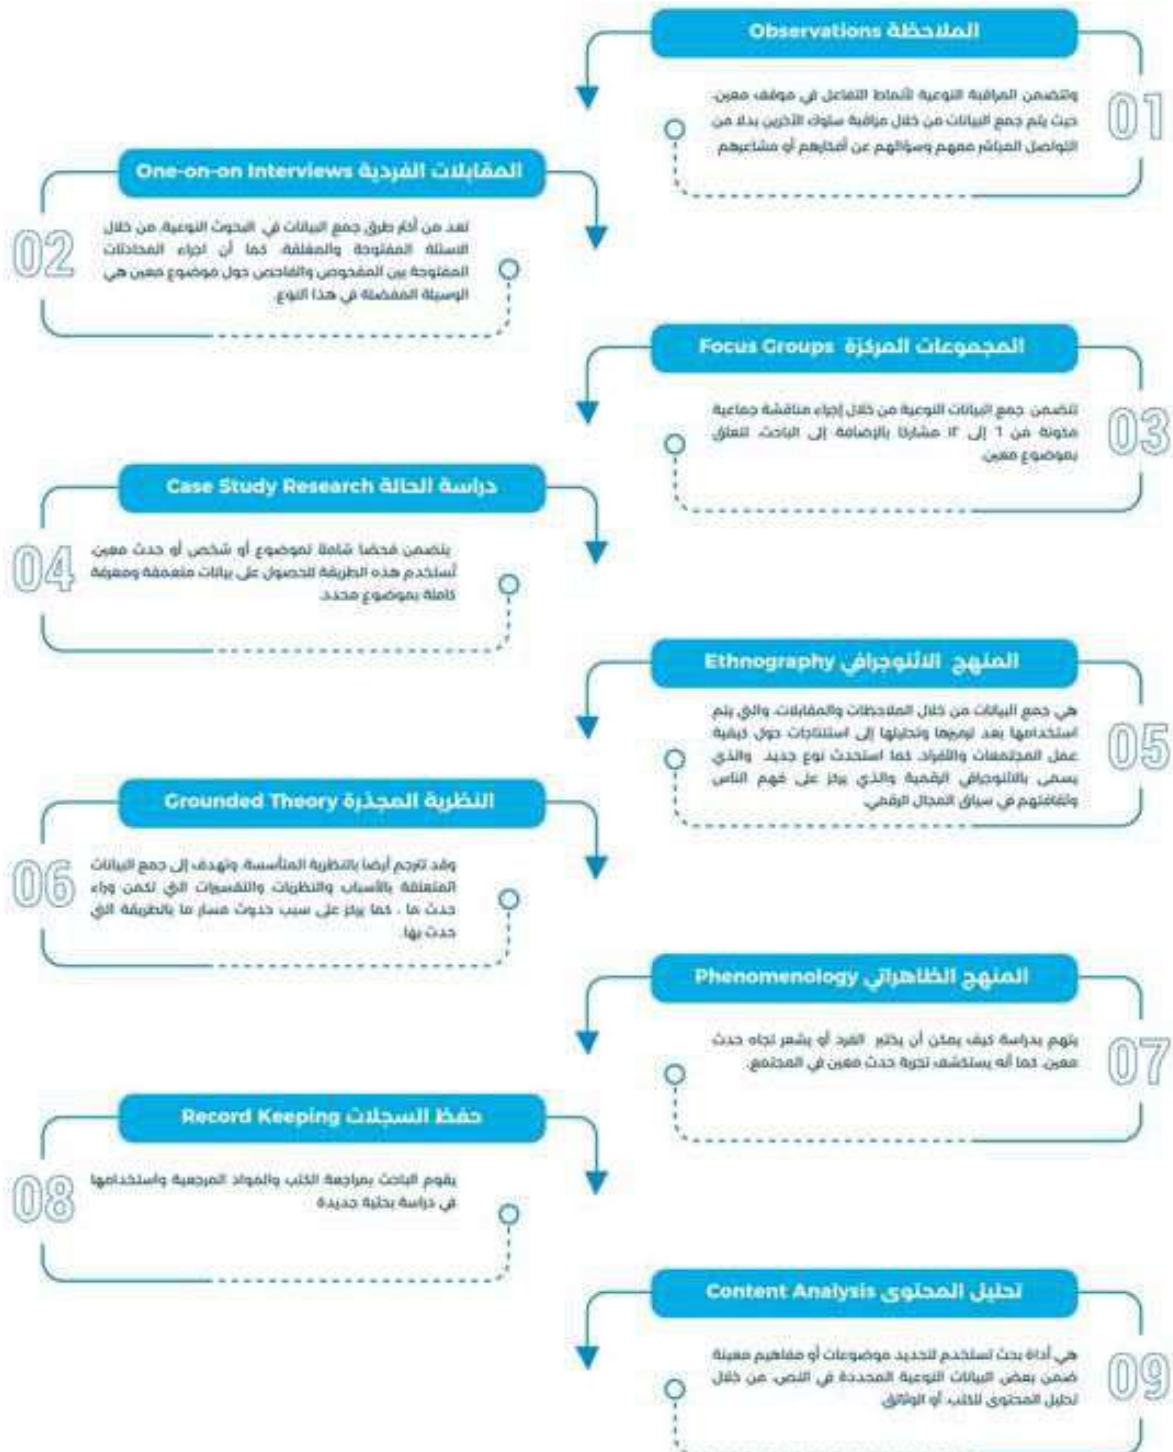 الملاحظة Observations
01
وتتضمن المراقبة النوعية لأنماط التفاعل في موقف معين،
حيث يتم جمع البيانات من خلال مراقبة سلوك الآخرين بدلا من
التواصل المباشر معهم وسؤالهم عن أفكارهم أو مشاعرهم
المقابلات الفردية One-on-on Interviews
02
تعد من أكثر طرق جمع البيانات في البحوث النوعية، من خلال
الاسئلة المفتوحة والمغلقة، كما أن اجراء المحادثات
المفتوحة بين المفحوص والفاحص حول موضوع معين هي
الوسيلة المفضلة في هذا النوع.
المجموعات المركزة Focus Groups
03
تتضمن جمع البيانات النوعية من خلال إجراء مناقشة جماعية
مكونة من ٦ إلى ١٢ مشاركا بالإضافة إلى الباحث، تتعلق
بموضوع معين.
دراسة الحالة Case Study Research
04
يتضمن فحصا شاملا لموضوع أو شخص أو حدث معين،
تُستخدم هذه الطريقة للحصول على بيانات متعمقة ومعرفة
كاملة بموضوع محدد.
المنهج الاثنوجرافي Ethnography
05
هي جمع البيانات من خلال الملاحظات والمقابلات، والتي يتم
استخدامها بعد ترميزها وتحليلها إلى استنتاجات حول كيفية
عمل المجتمعات والأفراد، كما استحدث نوع جديد والذي
يسمى بالاثنوجرافي الرقمية والذي يركز على فهم الناس
وثقافتهم في سياق المجال الرقمي.
النظرية المجذرة Grounded Theory
06
وقد تترجم أيضا بالنظرية المتأسسة، وتهدف إلى جمع البيانات
المتعلقة بالأسباب والنظريات والتفسيرات التي تكمن وراء
حدث ما ، كما يركز على سبب حدوث مسار ما بالطريقة التي
حدث بها.
المنهج الظاهراتي Phenomenology
07
يتهم بدراسة كيف يمكن أن يختبر الفرد أو يشعر تجاه حدث
معين، كما أنه يستكشف تجربة حدث معين في المجتمع.
حفظ السجلات Record Keeping
08
يقوم الباحث بمراجعة الكتب والمواد المرجعية واستخدامها
في دراسة بحثية جديدة
تحليل المحتوى Content Analysis
09
هي أداة بحث تستخدم لتحديد موضوعات أو مفاهيم معينة
ضمن بعض البيانات النوعية المحددة في النص، من خلال
تحليل المحتوى للكتب، أو الوثائق.